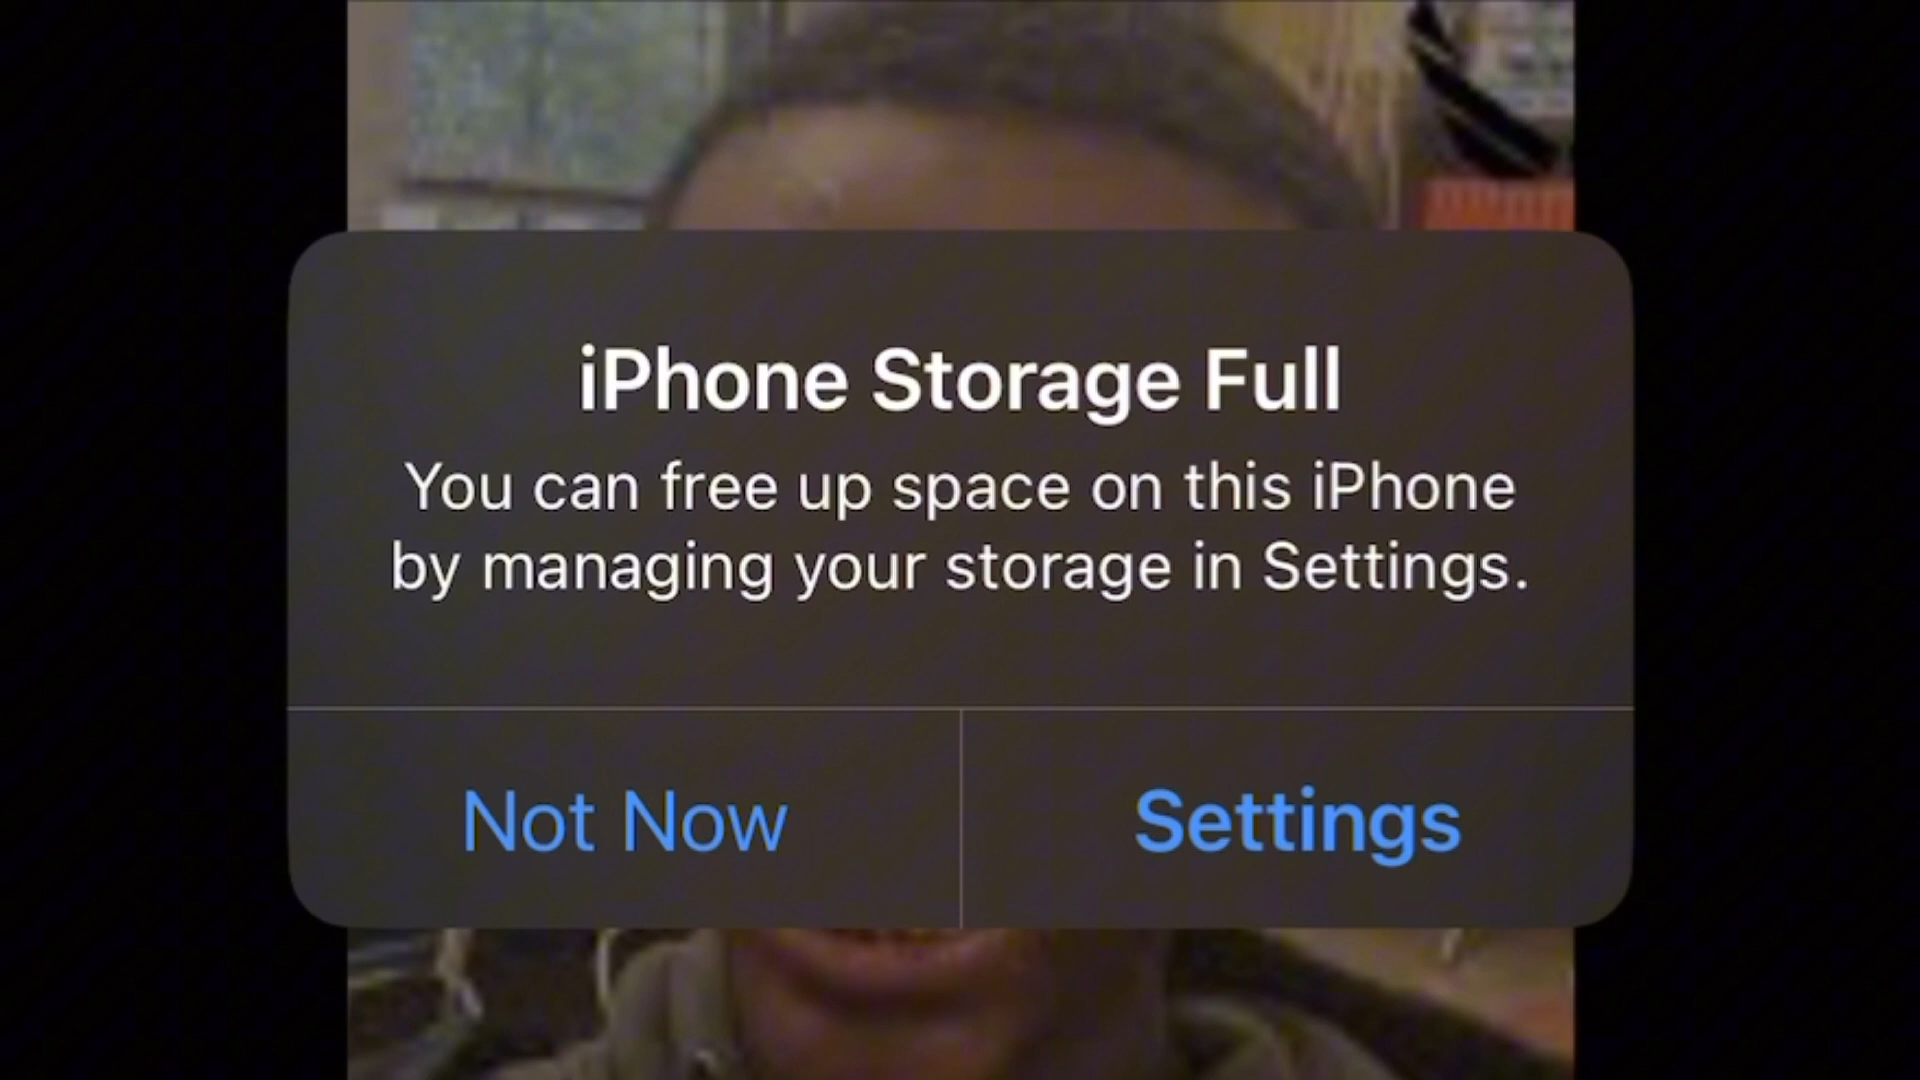 iPhone Storage Full
You can free up space on this iPhone
by managing your storage in Settings.
Not Now
Settings